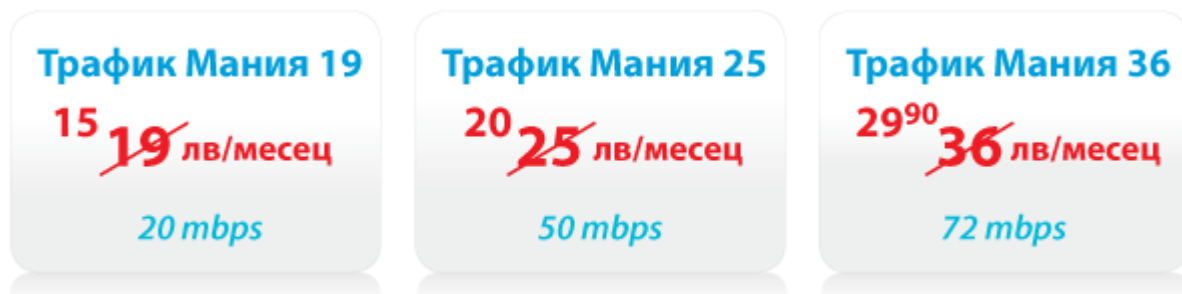 Трафик Мания 19
15 19 лв/месец
20 mbps
Трафик Мания 25
20 25 лв/месец
50 mbps
Трафик Мания 36
29⁹⁰ 36 лв/месец
72 mbps